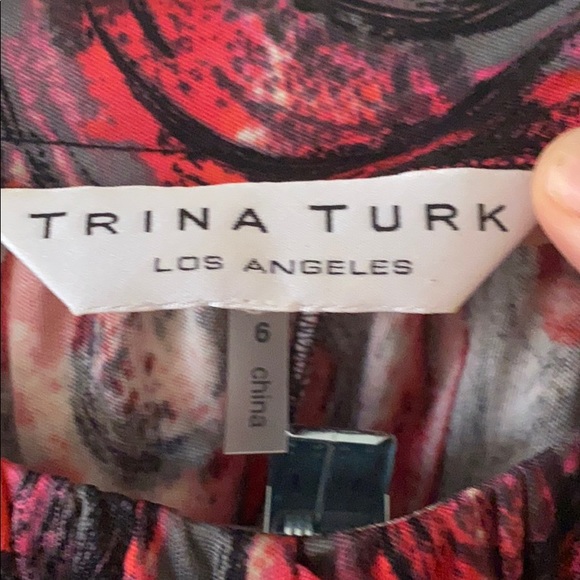 TRINA TURK
LOS ANGELES
6 china